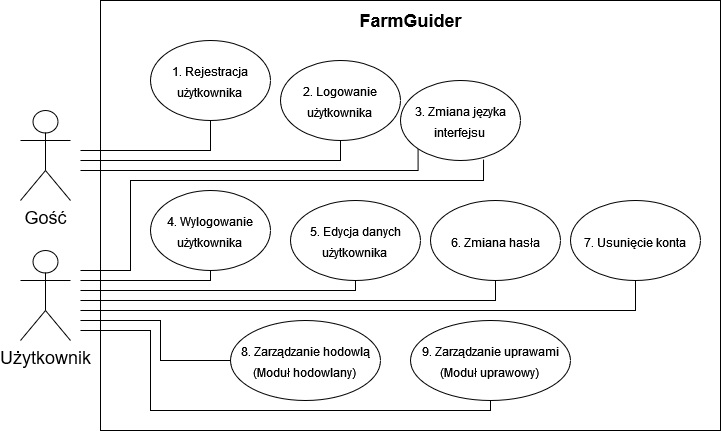 FarmGuider
1. Rejestracja
użytkownika
2. Logowanie
użytkownika
3. Zmiana języka
interfejsu
Gość
4. Wylogowanie
użytkownika
5. Edycja danych
użytkownika
6. Zmiana hasła
7. Usunięcie konta
Użytkownik
8. Zarządzanie hodowlą
(Moduł hodowlany)
9. Zarządzanie uprawami
(Moduł uprawowy)